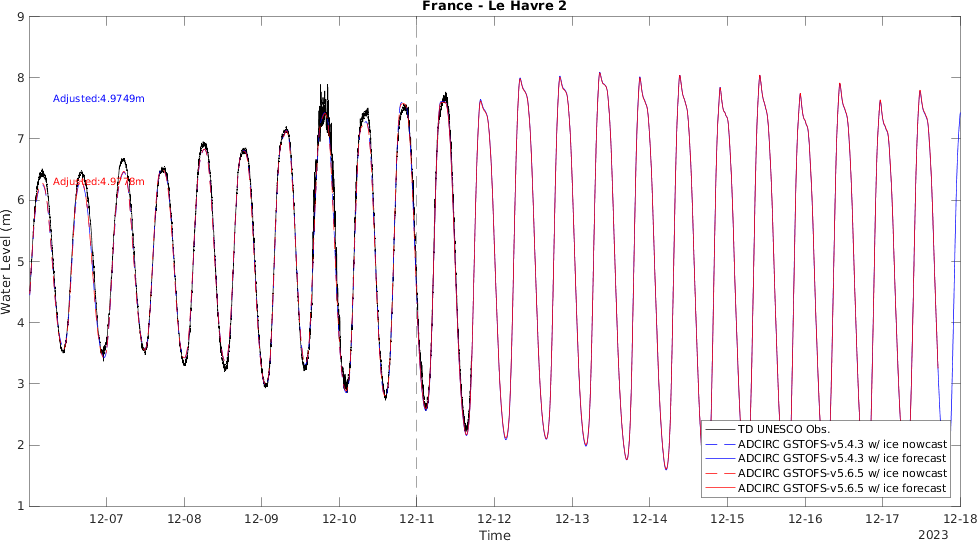 France - Le Havre 2
9
8
7
6
5
4
3
2
1
Water Level (m)
Adjusted:4.9749m
TD UNESCO Obs.
ADCIRC GSTOFS-v5.4.3 w/ ice nowcast
ADCIRC GSTOFS-v5.4.3 w/ ice forecast
ADCIRC GSTOFS-v5.6.5 w/ ice nowcast
ADCIRC GSTOFS-v5.6.5 w/ ice forecast
12-07 12-08 12-09 12-10 12-11 12-12 12-13 12-14 12-15 12-16 12-17 12-18
Time
2023